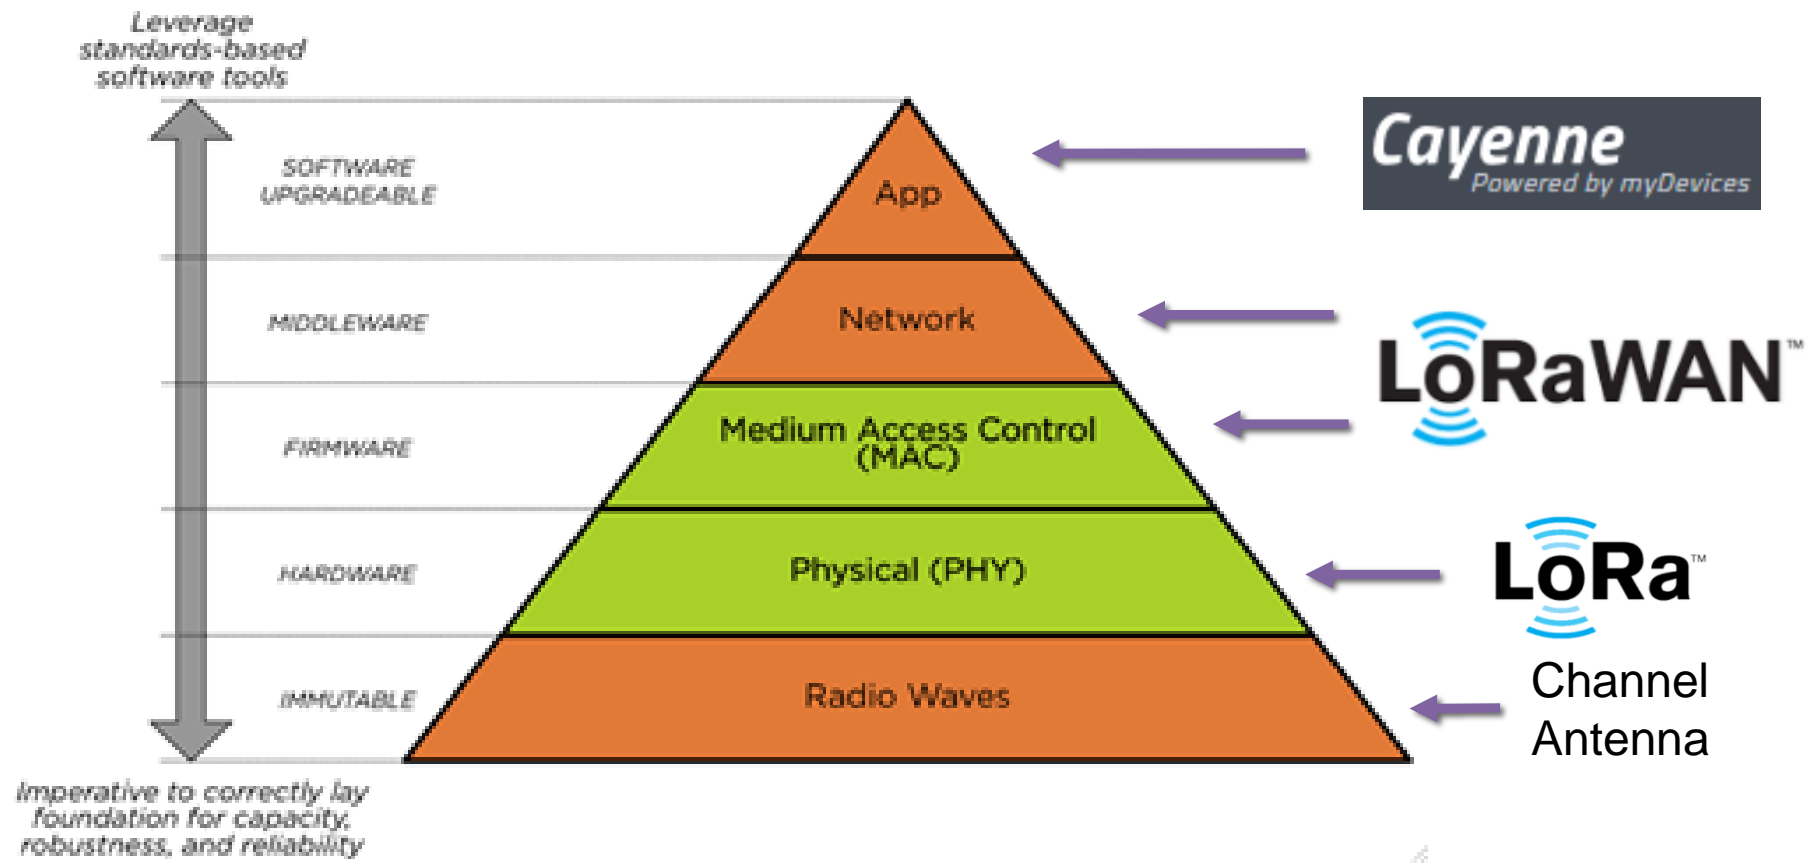 Leverage
standards-based
software tools
SOFTWARE
UPGRADEABLE
App
Cayenne
Powered by myDevices
MIDDLEWARE
Network
LoRaWAN™
FIRMWARE
Medium Access Control
(MAC)
HARDWARE
Physical (PHY)
LoRa™
IMMUTABLE
Radio Waves
Channel
Antenna
Imperative to correctly lay
foundation for capacity,
robustness, and reliability